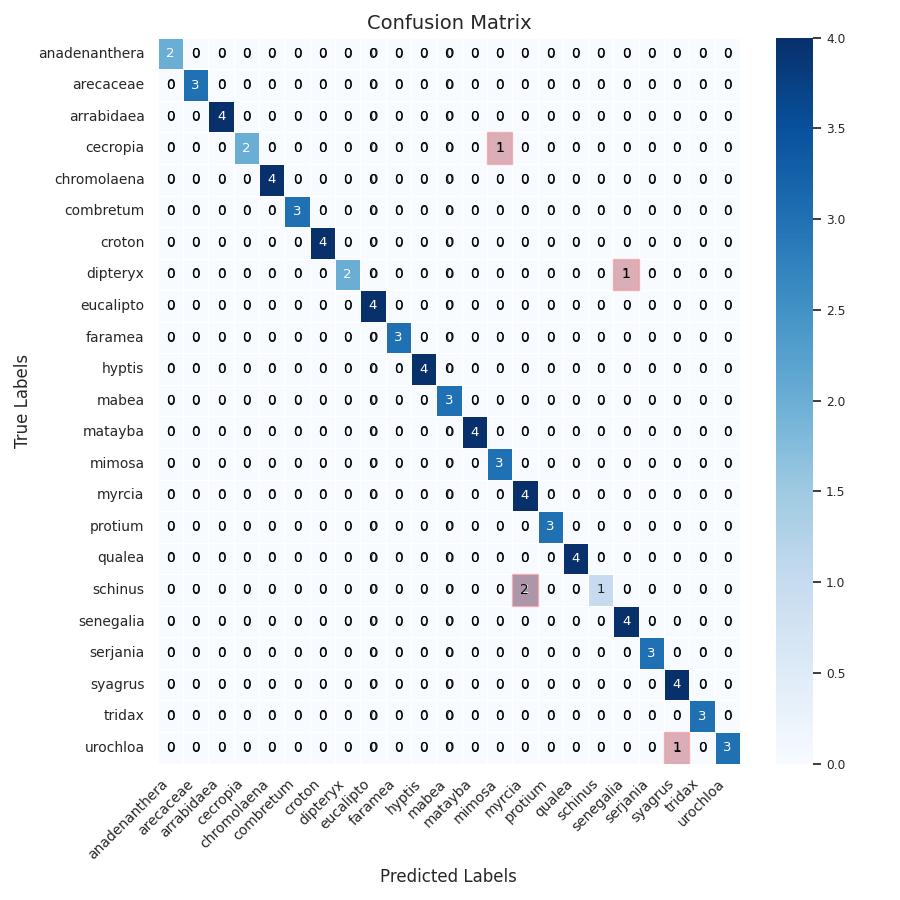 Confusion Matrix
anadenanthera 2 0 0 0 0 0 0 0 0 0 0 0 0 0 0 0 0 0 0 0 0 0 0 4.0
arecaceae 0 3 0 0 0 0 0 0 0 0 0 0 0 0 0 0 0 0 0 0 0 0 0
arrabidaea 0 0 4 0 0 0 0 0 0 0 0 0 0 0 0 0 0 0 0 0 0 0 0
3.5
cecropia 0 0 0 2 0 0 0 0 0 0 0 0 0 1 0 0 0 0 0 0 0 0 0
chromolaena 0 0 0 0 4 0 0 0 0 0 0 0 0 0 0 0 0 0 0 0 0 0 0
combretum 0 0 0 0 0 3 0 0 0 0 0 0 0 0 0 0 0 0 0 0 0 0 0
3.0
croton 0 0 0 0 0 0 4 0 0 0 0 0 0 0 0 0 0 0 0 0 0 0 0
dipteryx 0 0 0 0 0 0 0 2 0 0 0 0 0 0 0 0 0 0 1 0 0 0 0
eucalipto 0 0 0 0 0 0 0 0 4 0 0 0 0 0 0 0 0 0 0 0 0 0 0
2.5
faramea 0 0 0 0 0 0 0 0 0 3 0 0 0 0 0 0 0 0 0 0 0 0 0
hyptis 0 0 0 0 0 0 0 0 0 0 4 0 0 0 0 0 0 0 0 0 0 0 0
mabea 0 0 0 0 0 0 0 0 0 0 0 3 0 0 0 0 0 0 0 0 0 0 0 2.0
True Labels
matayba 0 0 0 0 0 0 0 0 0 0 0 0 4 0 0 0 0 0 0 0 0 0 0
mimosa 0 0 0 0 0 0 0 0 0 0 0 0 0 3 0 0 0 0 0 0 0 0 0
myrcia 0 0 0 0 0 0 0 0 0 0 0 0 0 0 4 0 0 0 0 0 0 0 0 1.5
protium 0 0 0 0 0 0 0 0 0 0 0 0 0 0 0 3 0 0 0 0 0 0 0
qualea 0 0 0 0 0 0 0 0 0 0 0 0 0 0 0 0 4 0 0 0 0 0 0
1.0
schinus 0 0 0 0 0 0 0 0 0 0 0 0 0 0 2 0 0 1 0 0 0 0 0
senegalia 0 0 0 0 0 0 0 0 0 0 0 0 0 0 0 0 0 0 4 0 0 0 0
serjania 0 0 0 0 0 0 0 0 0 0 0 0 0 0 0 0 0 0 0 3 0 0 0
0.5
syagrus 0 0 0 0 0 0 0 0 0 0 0 0 0 0 0 0 0 0 0 0 4 0 0
tridax 0 0 0 0 0 0 0 0 0 0 0 0 0 0 0 0 0 0 0 0 0 3 0
urochloa 0 0 0 0 0 0 0 0 0 0 0 0 0 0 0 0 0 0 0 0 1 0 3
0.0
anadenanthera arecaceae arrabidaea cecropia chromolaena combretum croton dipteryx eucalipto faramea hyptis mabea matayba mimosa myrcia protium qualea schinus senegalia serjania syagrus tridax urochloa
Predicted Labels